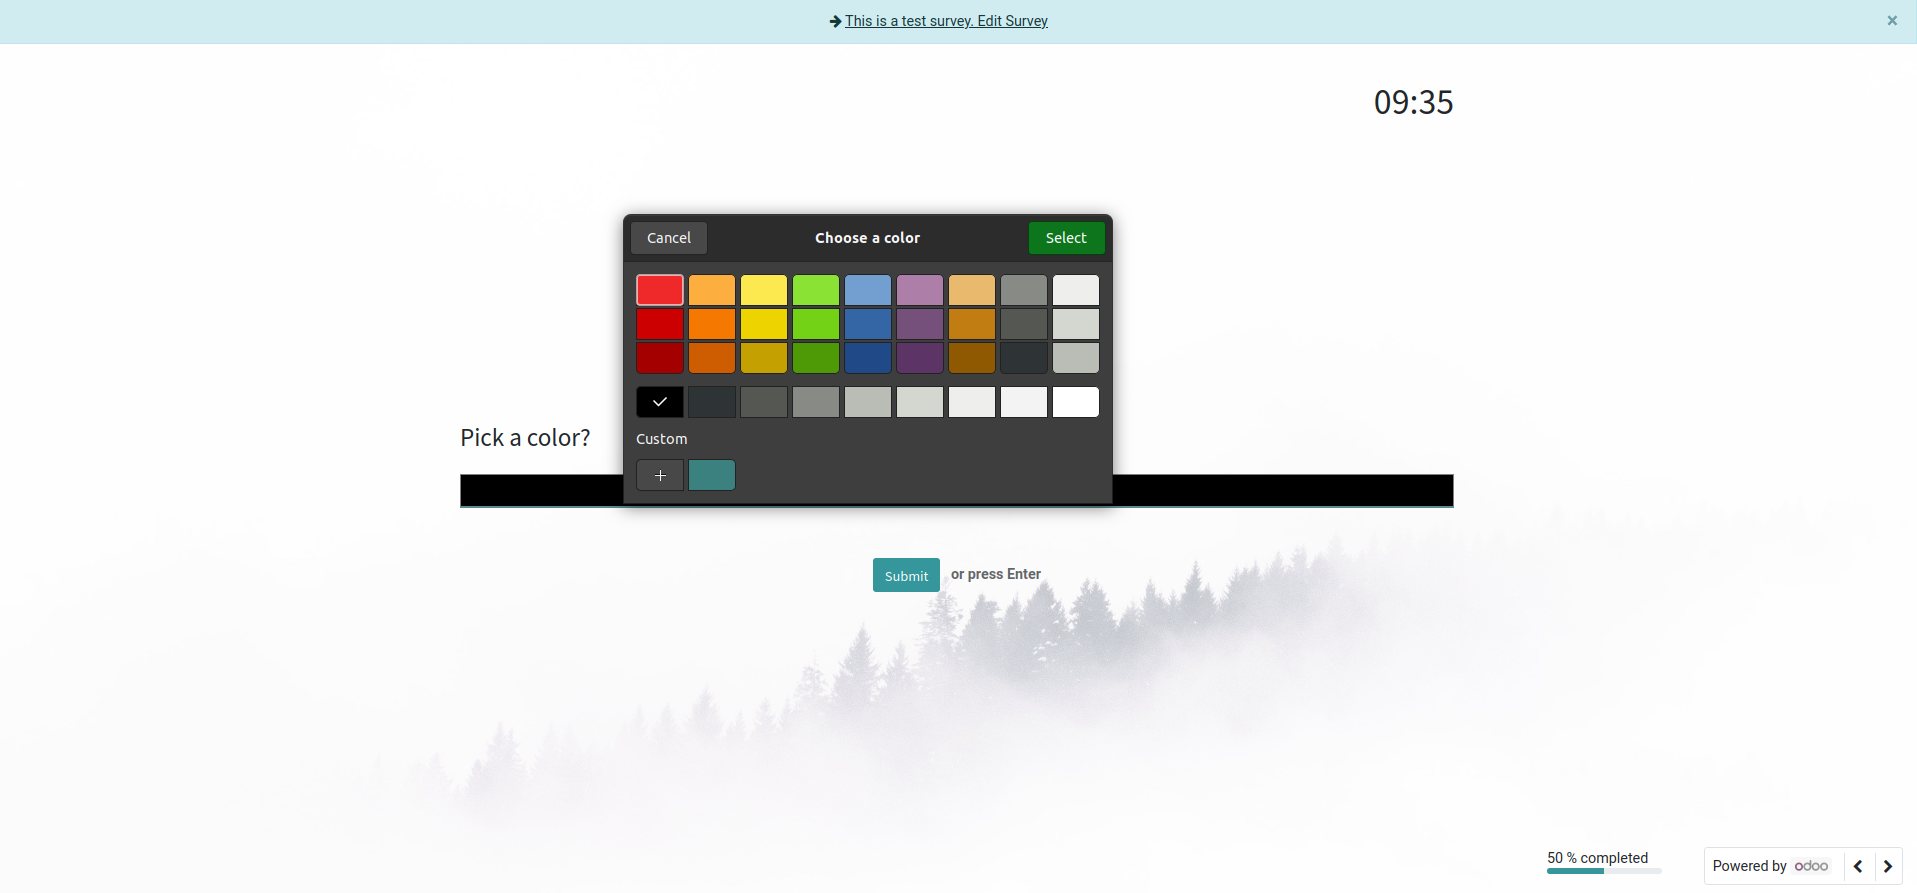 This is a test survey. Edit Survey
×
09:35
Cancel
Choose a color
Select
Custom
+
Pick a color?
Submit
or press Enter
50 % completed
Powered by odoo